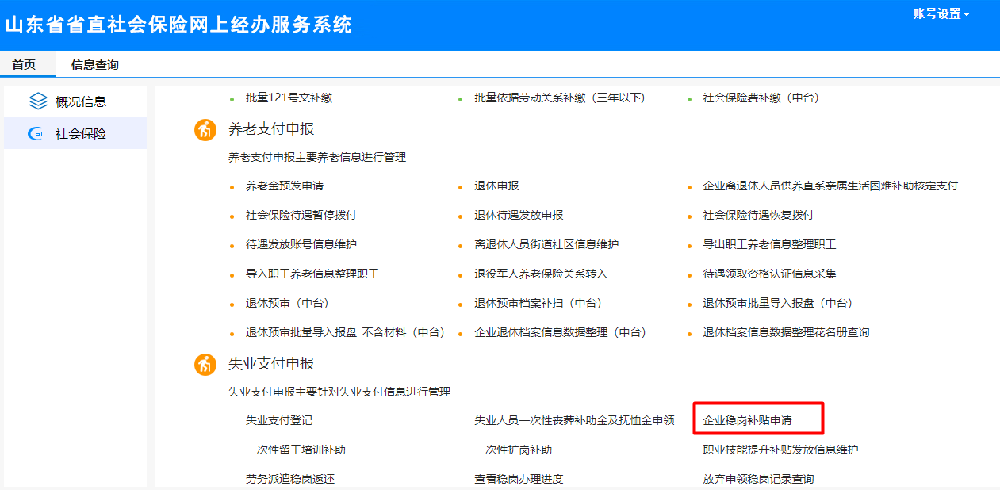 山东省省直社会保险网上经办服务系统
账号设置
首页 信息查询
概况信息
社会保险
批量121号文补缴 批量依据劳动关系补缴（三年以下） 社会保险费补缴（中台）
养老支付申报
养老支付申报主要养老信息进行管理
养老金预发申请 退休申报 企业离退休人员供养直系亲属生活困难补助核定支付
社会保险待遇暂停拨付 退休待遇发放申报 社会保险待遇恢复拨付
待遇发放账号信息维护 离退休人员街道社区信息维护 导出职工养老信息整理职工
导入职工养老信息整理职工 退役军人养老保险关系转入 待遇领取资格认证信息采集
退休预审（中台） 退休预审档案补扫（中台） 退休预审批量导入报盘（中台）
退休预审批量导入报盘_不含材料（中台） 企业退休档案信息数据整理（中台） 退休档案信息数据整理花名册查询
失业支付申报
失业支付申报主要针对失业支付信息进行管理
失业支付登记 失业人员一次性丧葬补助金及抚恤金申领 企业稳岗补贴申请
一次性留工培训补助 一次性扩岗补助 职业技能提升补贴发放信息维护
劳务派遣稳岗返还 查看稳岗办理进度 放弃申领稳岗记录查询